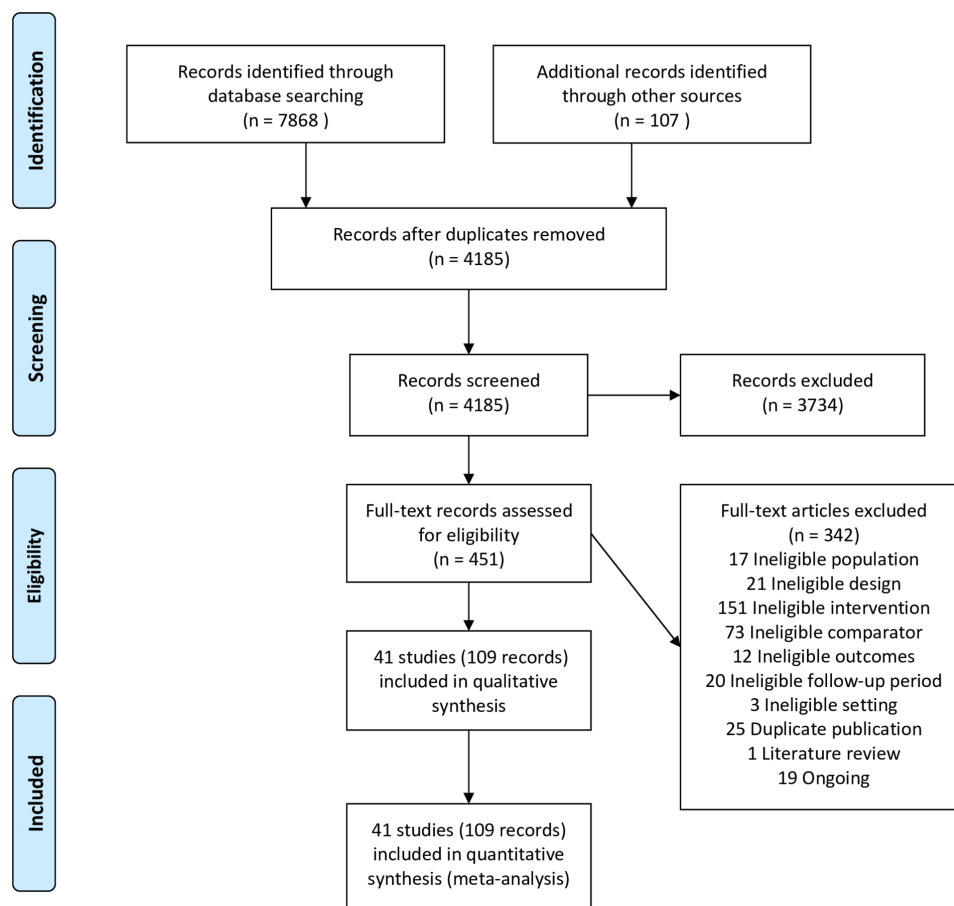 Identification
Records identified through
database searching
(n = 7868 )
Additional records identified
through other sources
(n = 107 )
Records after duplicates removed
(n = 4185)
Screening
Records screened
(n = 4185)
Records excluded
(n = 3734)
Eligibility
Full-text records assessed
for eligibility
(n = 451)
Full-text articles excluded
(n = 342)
17 Ineligible population
21 Ineligible design
151 Ineligible intervention
73 Ineligible comparator
12 Ineligible outcomes
20 Ineligible follow-up period
3 Ineligible setting
25 Duplicate publication
1 Literature review
19 Ongoing
41 studies (109 records)
included in qualitative
synthesis
Included
41 studies (109 records)
included in quantitative
synthesis (meta-analysis)